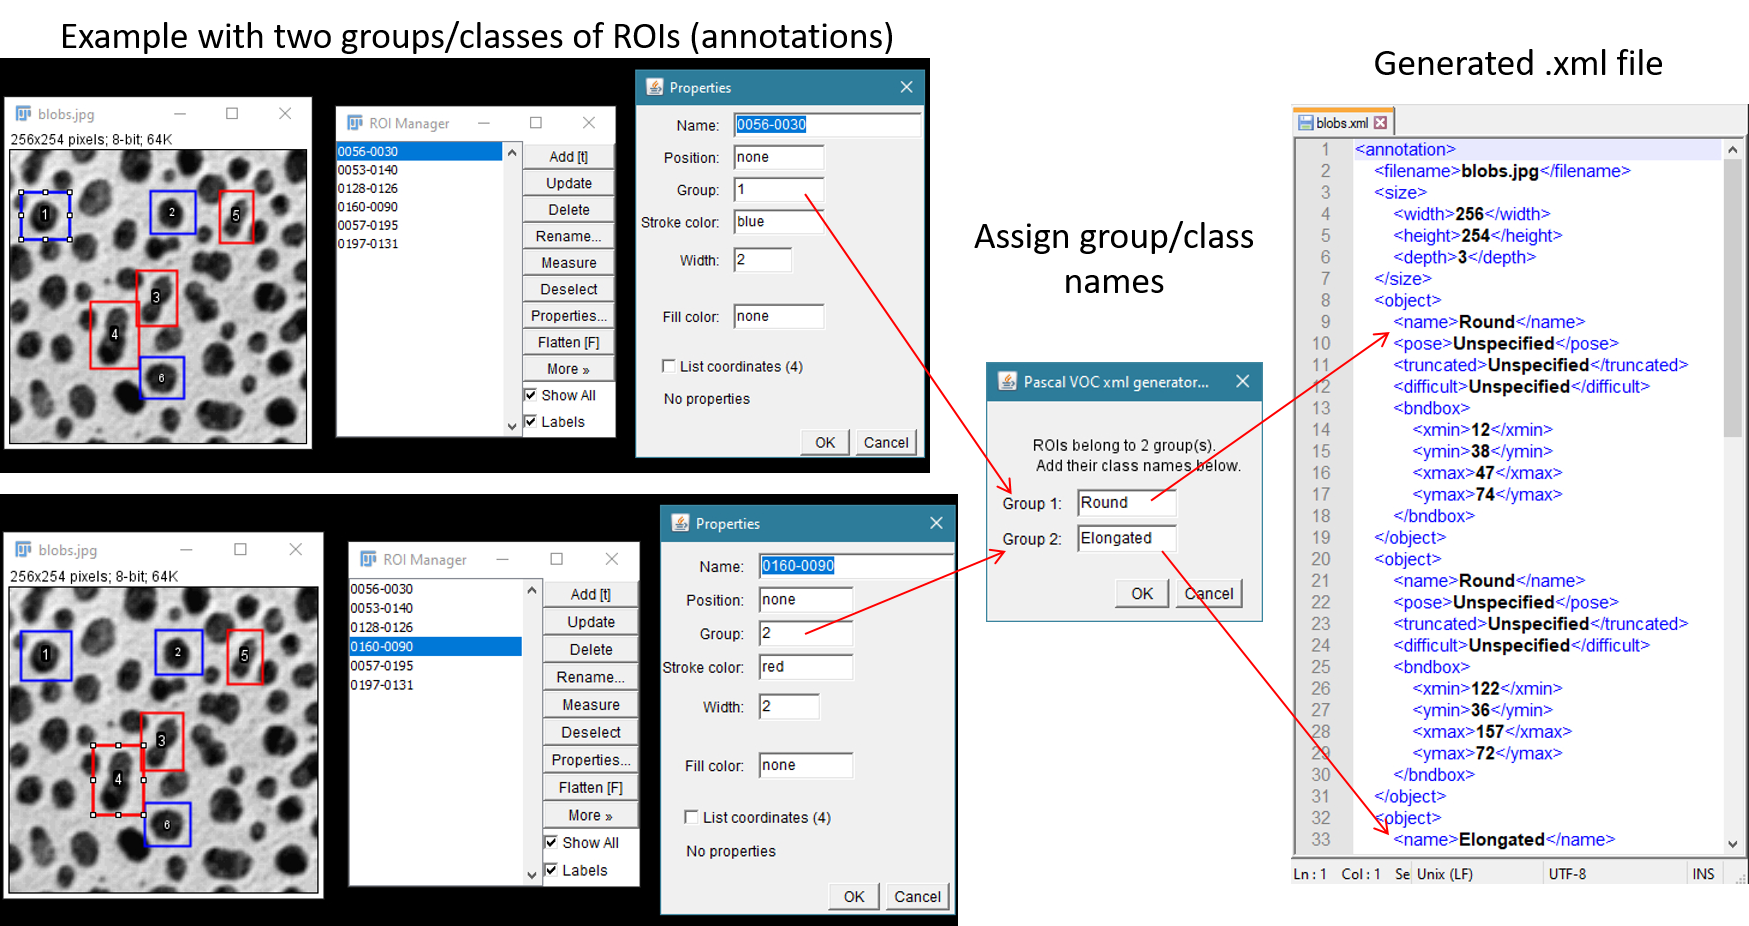 Example with two groups/classes of ROIs (annotations)
blobs.jpg
256x254 pixels; 8-bit; 64K
1
2
5
3
4
6
ROI Manager
0056-0030
0053-0140
0128-0126
0160-0090
0057-0195
0197-0131
Add [t]
Update
Delete
Rename...
Measure
Deselect
Properties...
Flatten [F]
More »
Show All
Labels
Properties
Name: 0056-0030
Position: none
Group: 1
Stroke color: blue
Width: 2
Fill color: none
List coordinates (4)
No properties
OK Cancel
blobs.jpg
256x254 pixels; 8-bit; 64K
1
2
5
3
4
6
ROI Manager
0056-0030
0053-0140
0128-0126
0160-0090
0057-0195
0197-0131
Add [t]
Update
Delete
Rename...
Measure
Deselect
Properties...
Flatten [F]
More »
Show All
Labels
Properties
Name: 0160-0090
Position: none
Group: 2
Stroke color: red
Width: 2
Fill color: none
List coordinates (4)
No properties
OK Cancel
Assign group/class
names
Pascal VOC xml generator...
ROIs belong to 2 group(s).
Add their class names below.
Group 1: Round
Group 2: Elongated
OK Cancel
Generated .xml file
blobs.xml
1 <annotation>
2 <filename>blobs.jpg</filename>
3 <size>
4 <width>256</width>
5 <height>254</height>
6 <depth>3</depth>
7 </size>
8 <object>
9 <name>Round</name>
10 <pose>Unspecified</pose>
11 <truncated>Unspecified</truncated>
12 <difficult>Unspecified</difficult>
13 <bndbox>
14 <xmin>12</xmin>
15 <ymin>38</ymin>
16 <xmax>47</xmax>
17 <ymax>74</ymax>
18 </bndbox>
19 </object>
20 <object>
21 <name>Round</name>
22 <pose>Unspecified</pose>
23 <truncated>Unspecified</truncated>
24 <difficult>Unspecified</difficult>
25 <bndbox>
26 <xmin>122</xmin>
27 <ymin>36</ymin>
28 <xmax>157</xmax>
29 <ymax>72</ymax>
30 </bndbox>
31 </object>
32 <object>
33 <name>Elongated</name>
Ln : 1 Col : 1 Se Unix (LF) UTF-8 INS